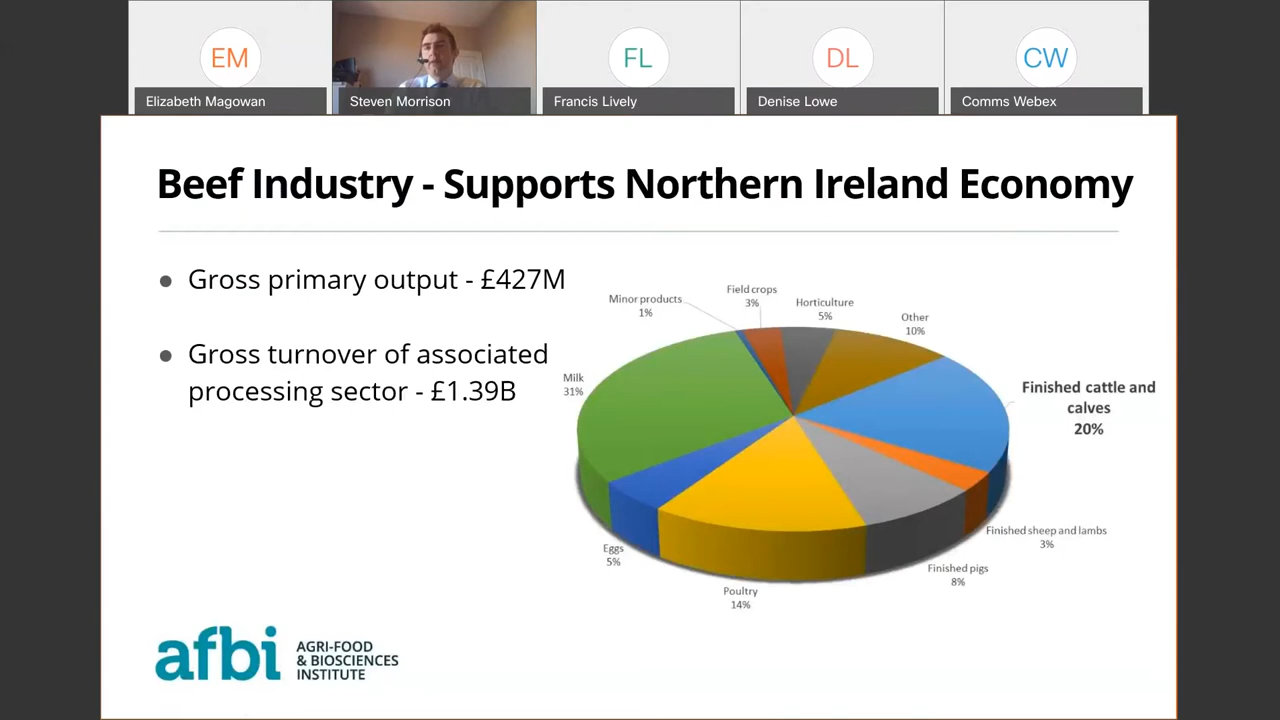 EM
FL
DL
CW
Elizabeth Magowan
Steven Morrison
Francis Lively
Denise Lowe
Comms Webex
Beef Industry - Supports Northern Ireland Economy
Gross primary output - £427M
Gross turnover of associated
processing sector - £1.39B
Minor products
1%
Field crops
3%
Horticulture
5%
Other
10%
Milk
31%
Finished cattle and
calves
20%
Finished sheep and lambs
3%
Finished pigs
8%
Eggs
5%
Poultry
14%
afbi
AGRI-FOOD
& BIOSCIENCES
INSTITUTE